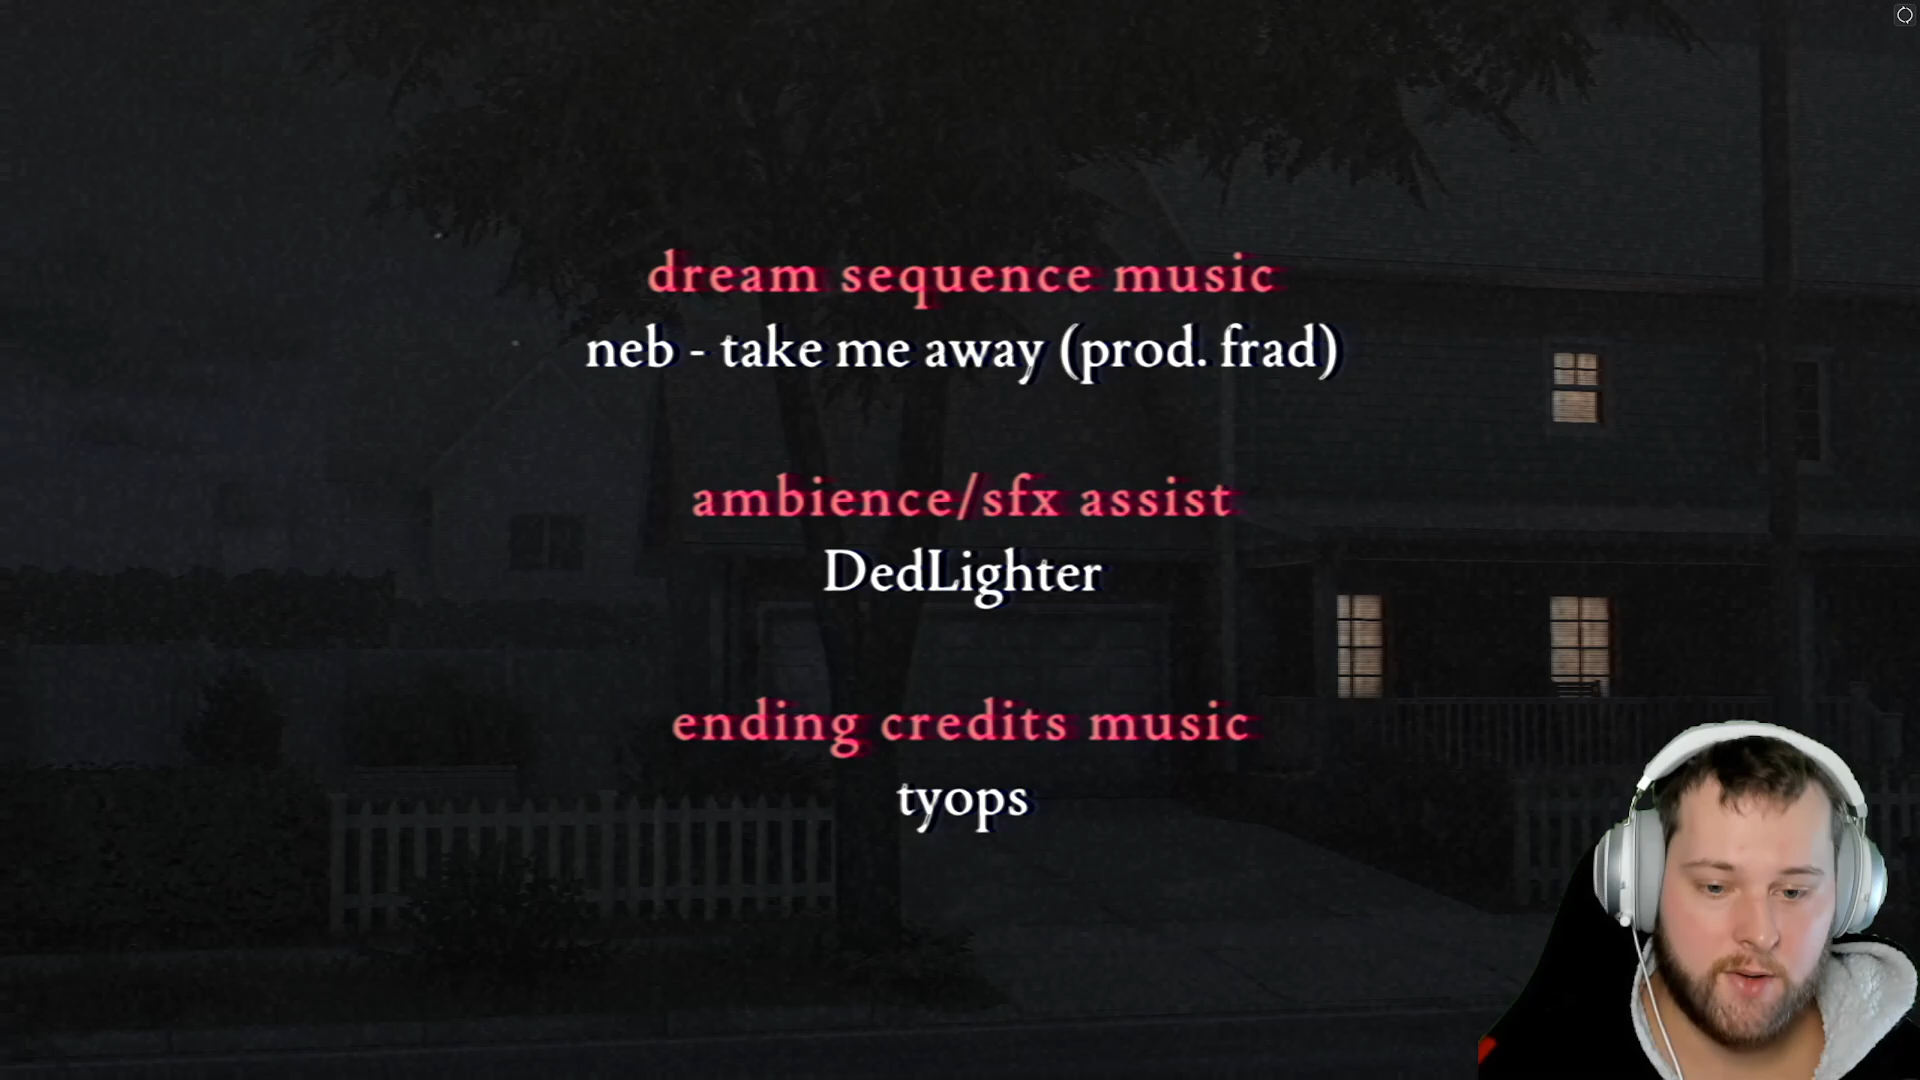 dream sequence music
neb - take me away (prod. frad)
ambience/sfx assist
DedLighter
ending credits music
tyops